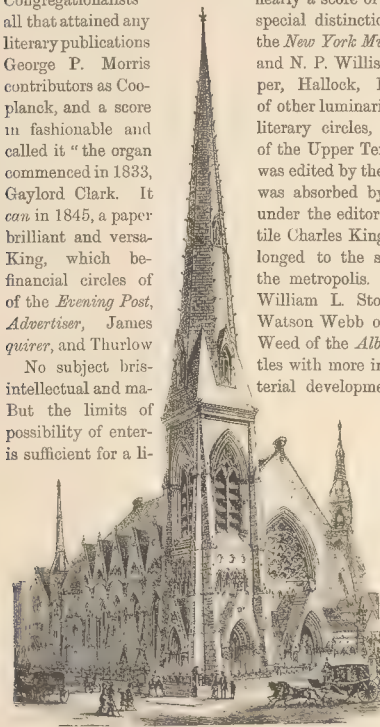 Congregationalists nearly a score of
all that attained any special distinctio
literary publications the New York Mi
George P. Morris and N. P. Willis
contributors as Coo- per, Hallock,
planck, and a score of other luminari
in fashionable and literary circles,
called it "the organ of the Upper Ten
commenced in 1833, was edited by the
Gaylord Clark. It was absorbed by
can in 1845, a paper under the editor
brilliant and versa- tile Charles King
King, which be- longed to the s
financial circles of the metropolis.
of the Evening Post, William L. Sto
Advertiser, James Watson Webb o
quirer, and Thurlow Weed of the Alb
No subject bris- tles with more in
intellectual and ma- terial developme
But the limits of
possibility of enter-
is sufficient for a li-